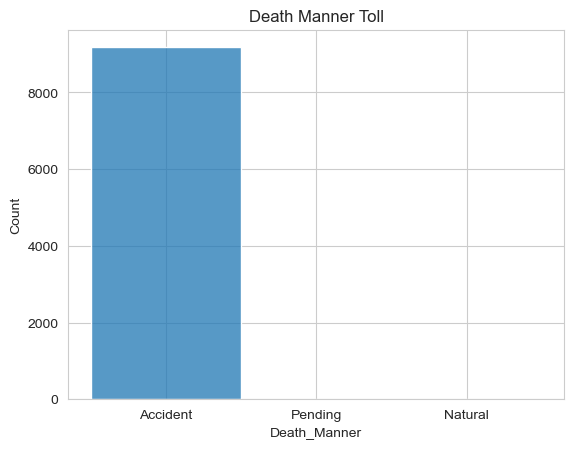 Death Manner Toll
8000
6000
4000
2000
0
Count
Accident Pending Natural
Death_Manner